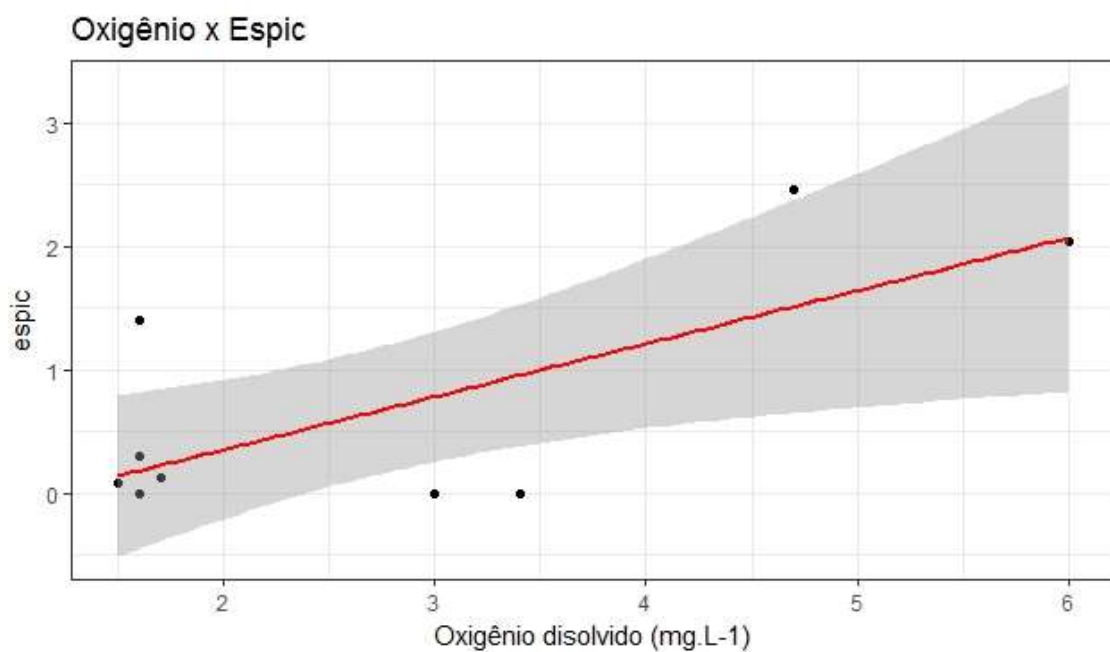 Oxigênio x Espic
3
2
1
0
espic
2 3 4 5 6
Oxigênio disolvido (mg.L-1)